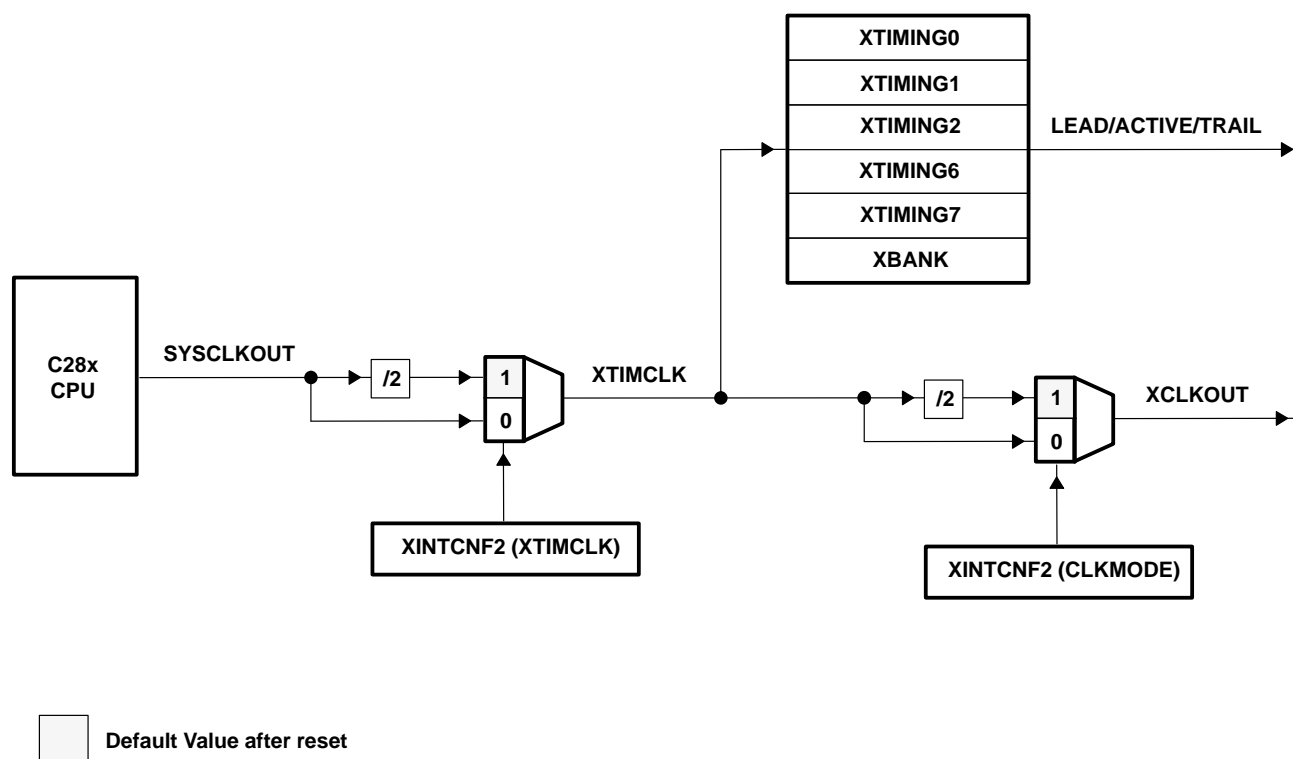 XTIMING0
XTIMING1
XTIMING2
LEAD/ACTIVE/TRAIL
XTIMING6
XTIMING7
XBANK
C28x
CPU
SYSCLKOUT
/2
1
0
XTIMCLK
/2
1
0
XCLKOUT
XINTCNF2 (XTIMCLK)
XINTCNF2 (CLKMODE)
Default Value after reset